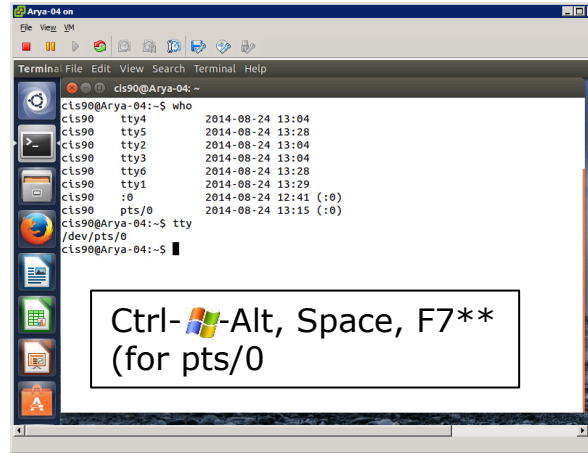 Arya-04 on
File View VM
Terminal File Edit View Search Terminal Help
cis90@Arya-04: ~
cis90@Arya-04:~$ who
cis90 tty4 2014-08-24 13:04
cis90 tty5 2014-08-24 13:28
cis90 tty2 2014-08-24 13:04
cis90 tty3 2014-08-24 13:04
cis90 tty6 2014-08-24 13:28
cis90 tty1 2014-08-24 13:29
cis90 :0 2014-08-24 12:41 (:0)
cis90 pts/0 2014-08-24 13:15 (:0)
cis90@Arya-04:~$ tty
/dev/pts/0
cis90@Arya-04:~$
Ctrl- -Alt, Space, F7**
(for pts/0